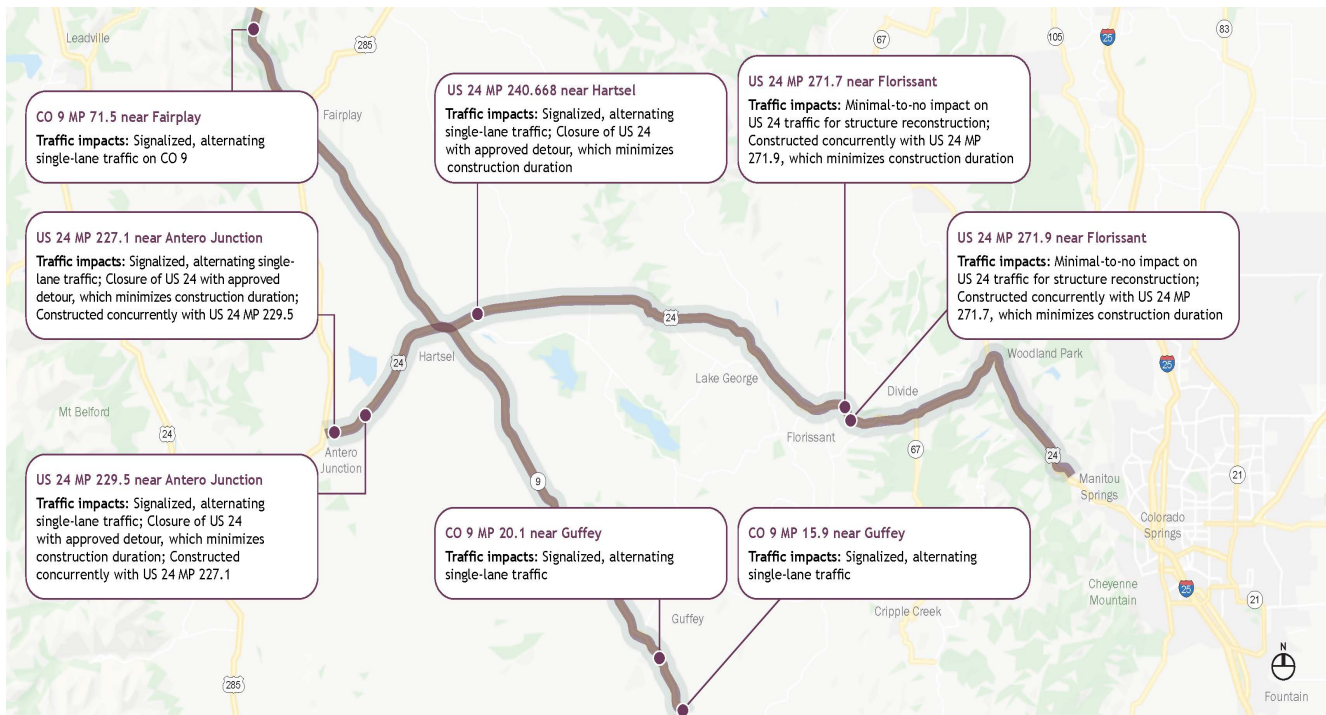 Leadville
285
67
105
25
83
CO 9 MP 71.5 near Fairplay
Traffic impacts: Signalized, alternating
single-lane traffic on CO 9
Fairplay
US 24 MP 240.668 near Hartsel
Traffic impacts: Signalized, alternating
single-lane traffic; Closure of US 24
with approved detour, which minimizes
construction duration
US 24 MP 271.7 near Florissant
Traffic impacts: Minimal-to-no impact on
US 24 traffic for structure reconstruction;
Constructed concurrently with US 24 MP
271.9, which minimizes construction duration
US 24 MP 227.1 near Antero Junction
Traffic impacts: Signalized, alternating single-
lane traffic; Closure of US 24 with approved
detour, which minimizes construction duration;
Constructed concurrently with US 24 MP 229.5
US 24 MP 271.9 near Florissant
Traffic impacts: Minimal-to-no impact on
US 24 traffic for structure reconstruction;
Constructed concurrently with US 24 MP
271.7, which minimizes construction duration
24
Hartsel
24
Lake George
Woodland Park
25
Divide
Mt Belford
24
Antero
Junction
Florissant
67
24
Manitou
Springs
21
US 24 MP 229.5 near Antero Junction
Traffic impacts: Signalized, alternating
single-lane traffic; Closure of US 24
with approved detour, which minimizes
construction duration; Constructed
concurrently with US 24 MP 227.1
9
CO 9 MP 20.1 near Guffey
Traffic impacts: Signalized, alternating
single-lane traffic
CO 9 MP 15.9 near Guffey
Traffic impacts: Signalized, alternating
single-lane traffic
Colorado
Springs
Cheyenne
Mountain
25
21
Guffey
Cripple Creek
285
N
Fountain